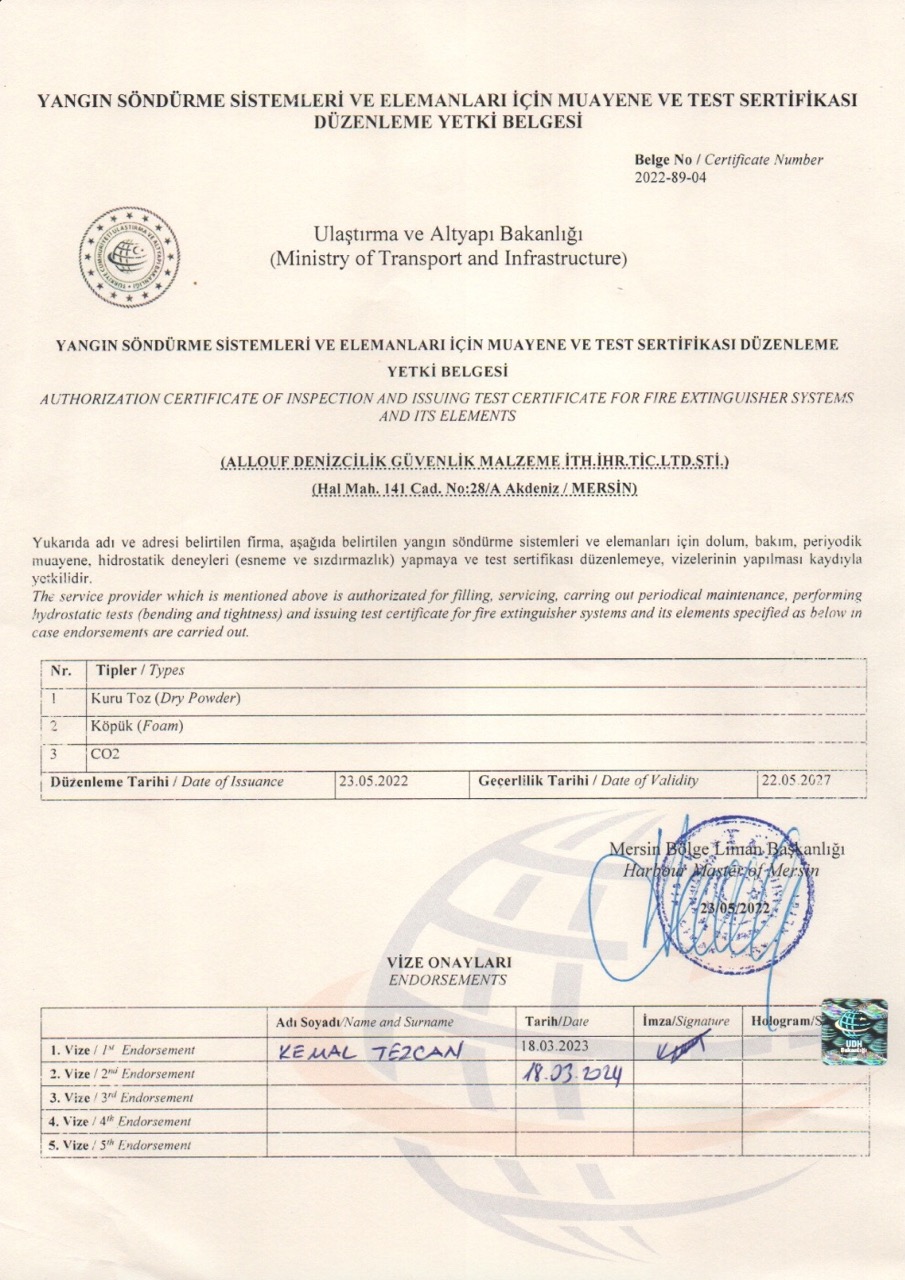 YANGIN SÖNDÜRME SİSTEMLERİ VE ELEMANLARI İÇİN MUAYENE VE TEST SERTİFİKASI
DÜZENLEME YETKİ BELGESİ
Belge No / Certificate Number
2022-89-04
Ulaştırma ve Altyapı Bakanlığı
(Ministry of Transport and Infrastructure)
YANGIN SÖNDÜRME SİSTEMLERİ VE ELEMANLARI İÇİN MUAYENE VE TEST SERTİFİKASI DÜZENLEME
YETKİ BELGESİ
AUTHORIZATION CERTIFICATE OF INSPECTION AND ISSUING TEST CERTIFICATE FOR FIRE EXTINGUISHER SYSTEMS
AND ITS ELEMENTS
(ALLOUF DENİZCİLİK GÜVENLİK MALZEME İTH.İHR.TİC.LTD.ŞTİ.)
(Hal Mah. 141 Cad. No:28/A Akdeniz / MERSİN)
Yukarıda adı ve adresi belirtilen firma, aşağıda belirtilen yangın söndürme sistemleri ve elemanları için dolum, bakım, periyodik
muayene, hidrostatik deneyleri (esneme ve sızdırmazlık) yapmaya ve test sertifikası düzenlemeye, vizelerinin yapılması kaydıyla
yetkilidir.
The service provider which is mentioned above is authorizated for filling, servicing, carring out periodical maintenance, performing
hydrostatic tests (bending and tightness) and issuing test certificate for fire extinguisher systems and its elements specified as below in
case endorsements are carried out.
Nr. Tipler / Types
1 Kuru Toz (Dry Powder)
2 Köpük (Foam)
3 CO2
Düzenleme Tarihi / Date of Issuance 23.05.2022 Geçerlilik Tarihi / Date of Validity 22.05.2027
Mersin Bölge Liman Başkanlığı
Harbour Master of Mersin
23/05/2022
VİZE ONAYLARI
ENDORSEMENTS
Adı Soyadı/Name and Surname Tarih/Date İmza/Signature Hologram/S
1. Vize / 1st Endorsement KEMAL TEZCAN 18.03.2023
2. Vize / 2nd Endorsement 18.03.2024
3. Vize / 3rd Endorsement
4. Vize / 4th Endorsement
5. Vize / 5th Endorsement
UDH
Bakanlığı